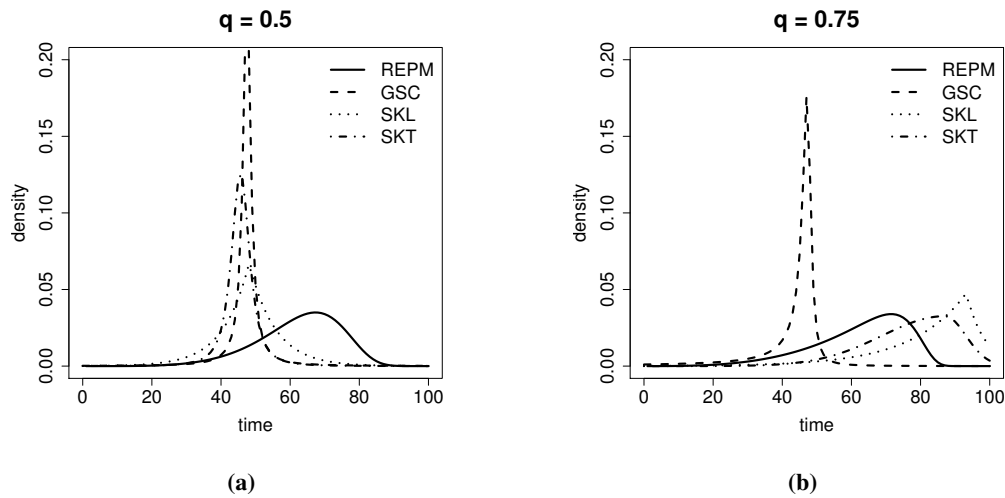 q = 0.5
0.20
0.15
0.10
0.05
0.00
density
REPM
GSC
SKL
SKT
0 20 40 60 80 100
time
(a)
q = 0.75
0.20
0.15
0.10
0.05
0.00
density
REPM
GSC
SKL
SKT
0 20 40 60 80 100
time
(b)